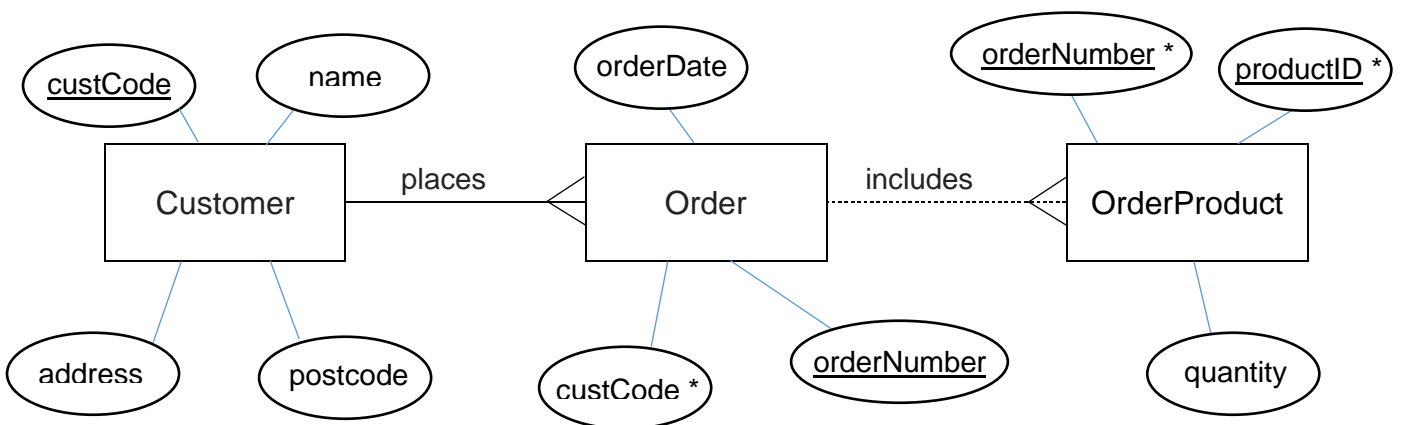 custCode
name
orderDate
orderNumber *
productID *
Customer
places
Order
includes
OrderProduct
address
postcode
custCode *
orderNumber
quantity